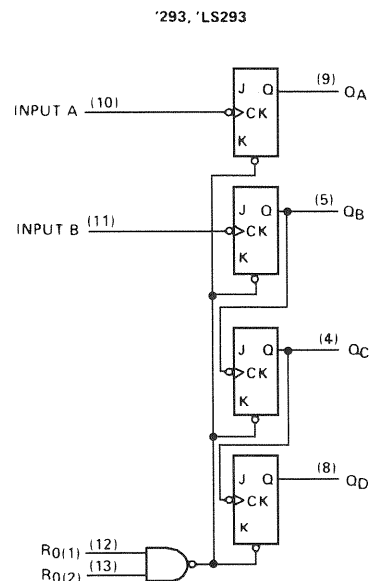 '293, 'LS293
J Q (9) QA
INPUT A (10) CK
K
J Q (5) QB
INPUT B (11) CK
K
J Q (4) QC
CK
K
J Q (8) QD
CK
K
R0(1) (12)
R0(2) (13)